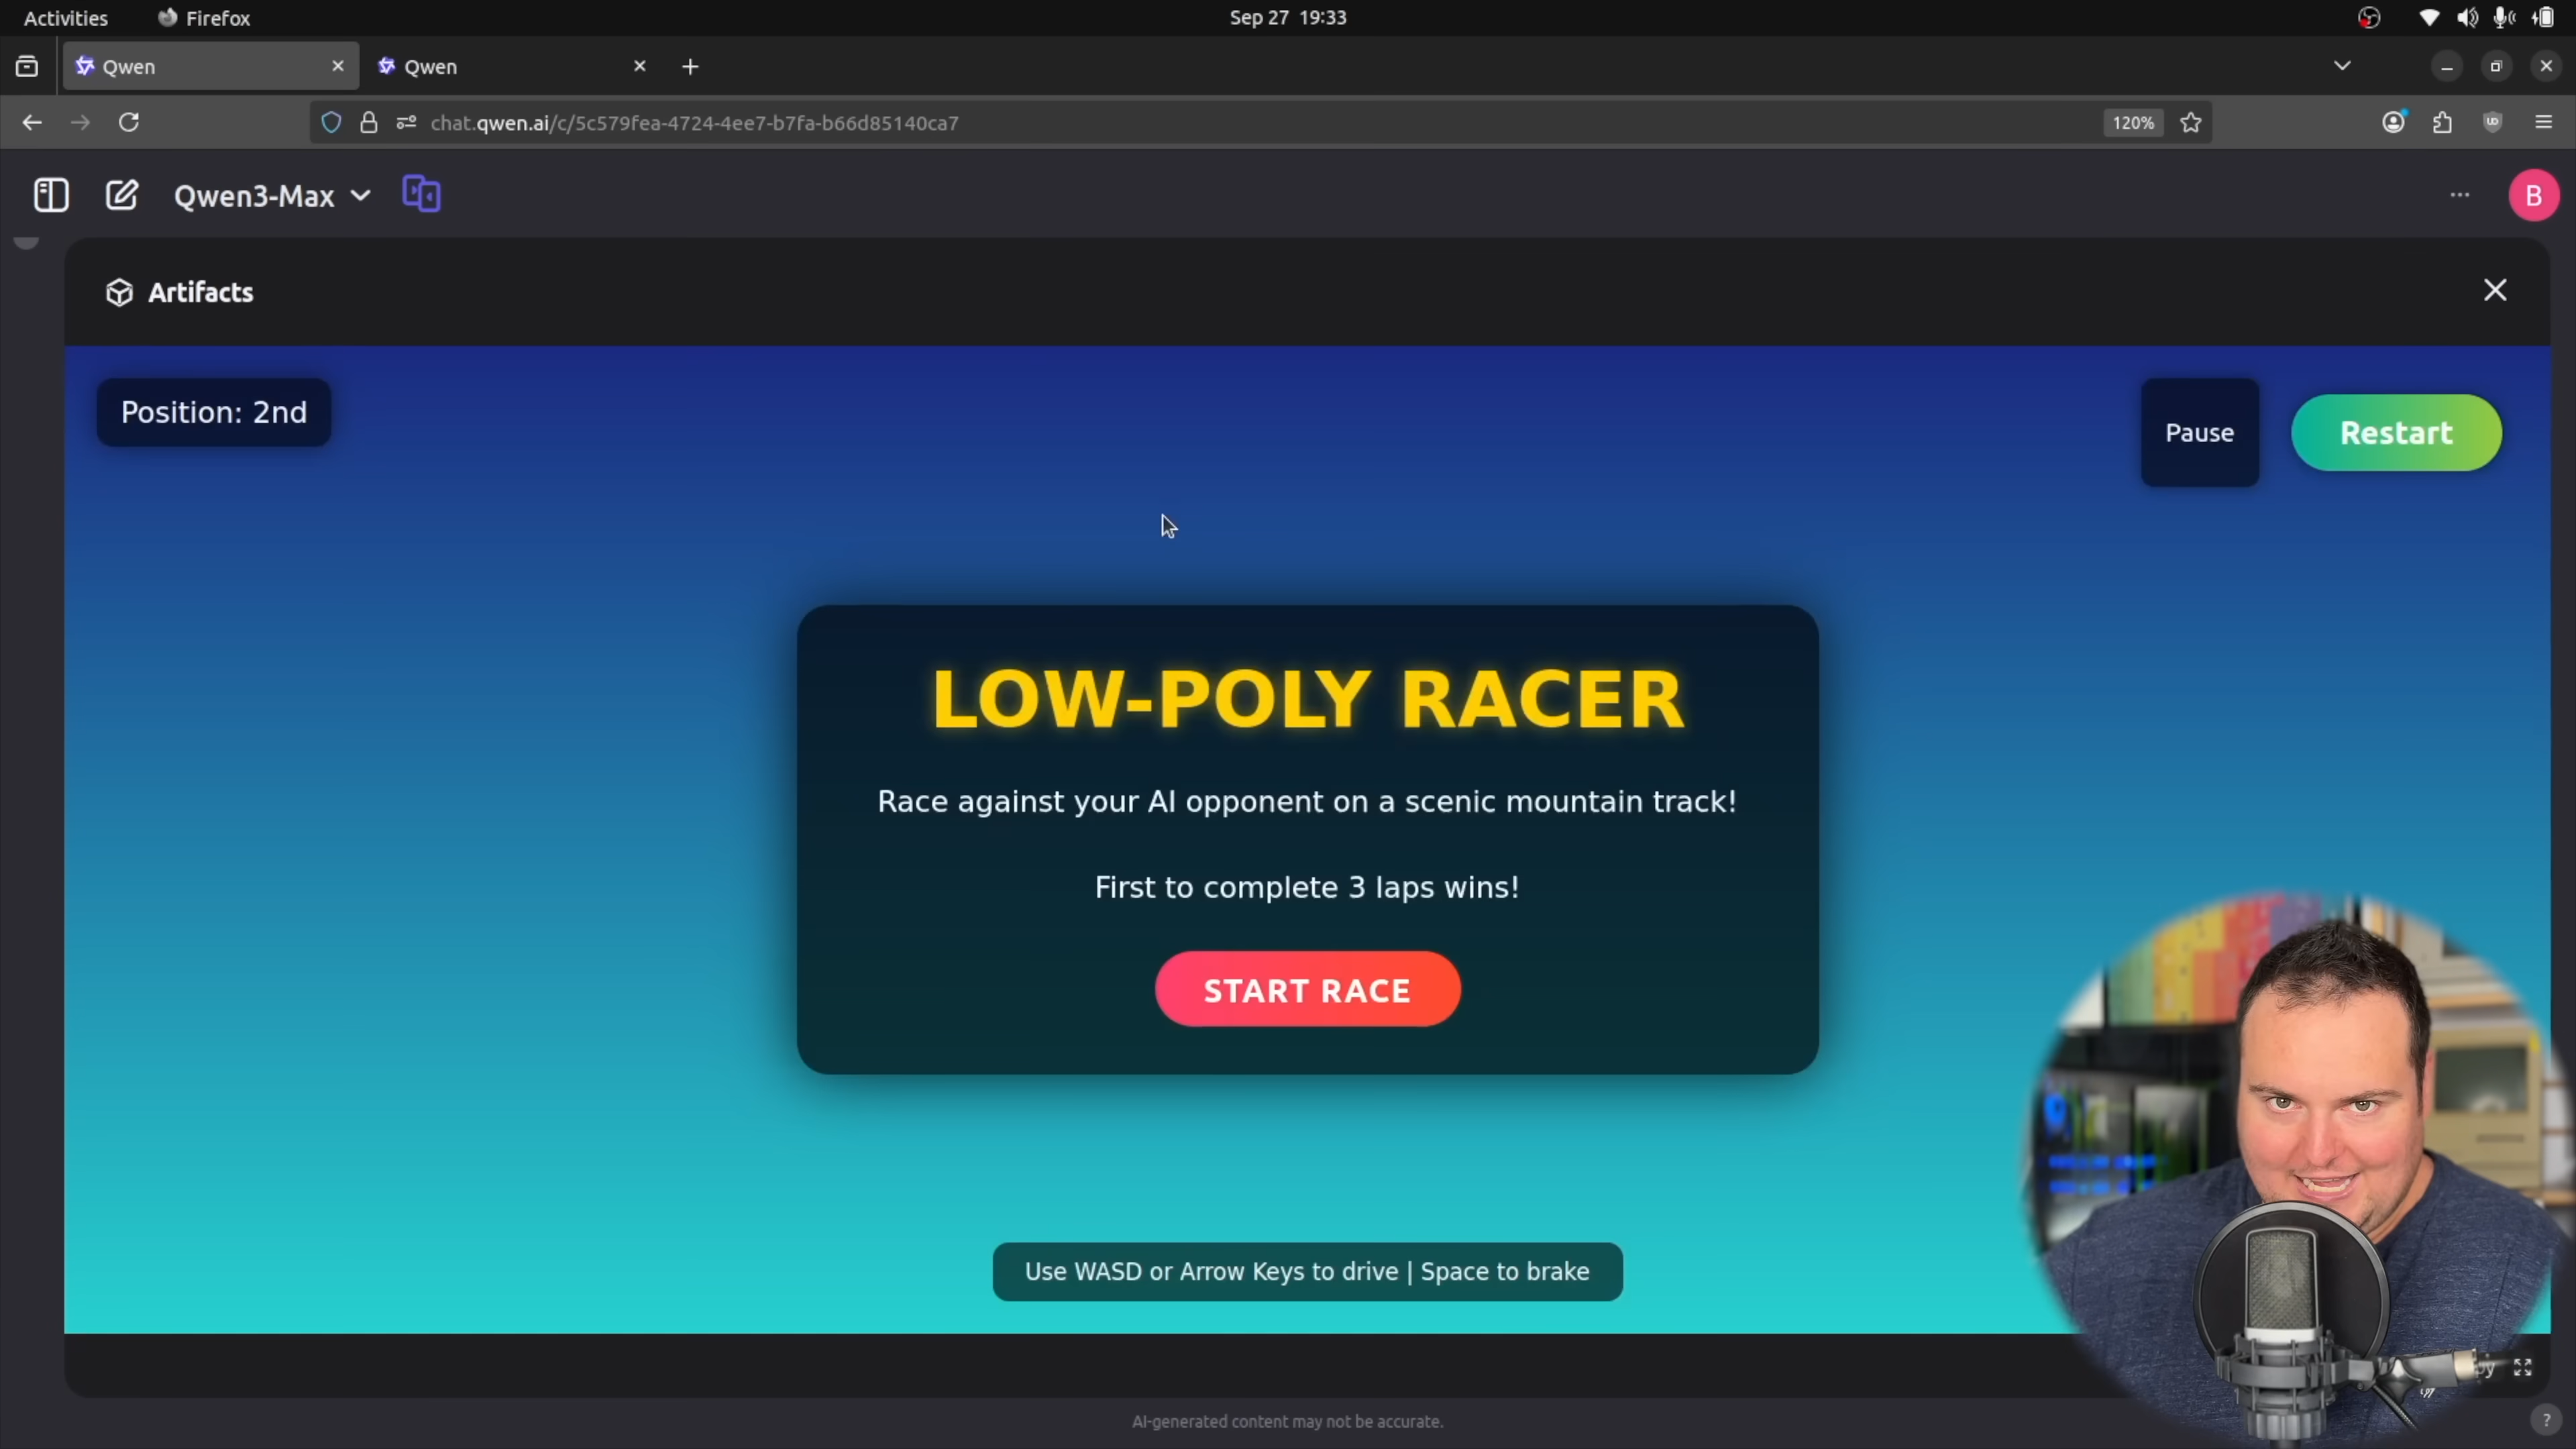 Activities Firefox Sep 27 19:33
Qwen Qwen
chat.qwen.ai/c/5c579fea-4724-4ee7-b7fa-b66d85140ca7 120%
Qwen3-Max B
Artifacts
Position: 2nd Pause Restart
LOW-POLY RACER
Race against your AI opponent on a scenic mountain track!
First to complete 3 laps wins!
START RACE
Use WASD or Arrow Keys to drive | Space to brake
AI-generated content may not be accurate.
?